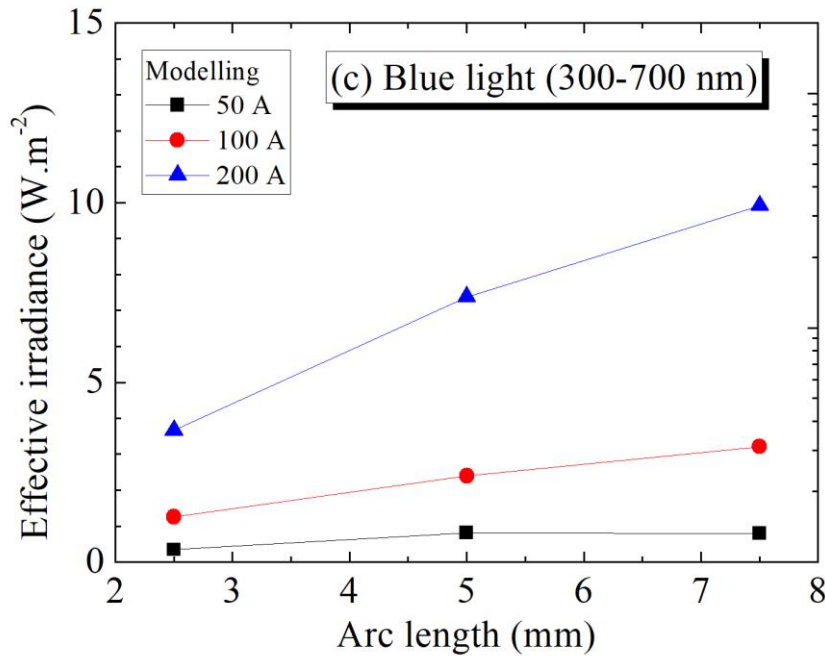 15
10
5
0
Effective irradiance (W.m-2)
Modelling
50 A
100 A
200 A
(c) Blue light (300-700 nm)
2 3 4 5 6 7 8
Arc length (mm)